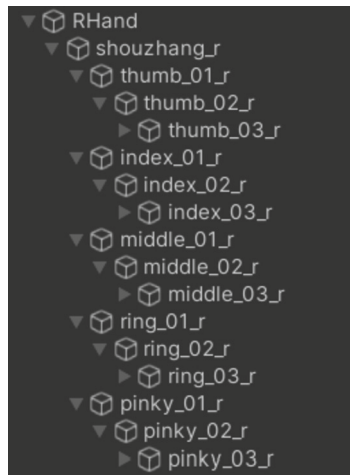 RHand
shouzhang_r
thumb_01_r
thumb_02_r
thumb_03_r
index_01_r
index_02_r
index_03_r
middle_01_r
middle_02_r
middle_03_r
ring_01_r
ring_02_r
ring_03_r
pinky_01_r
pinky_02_r
pinky_03_r